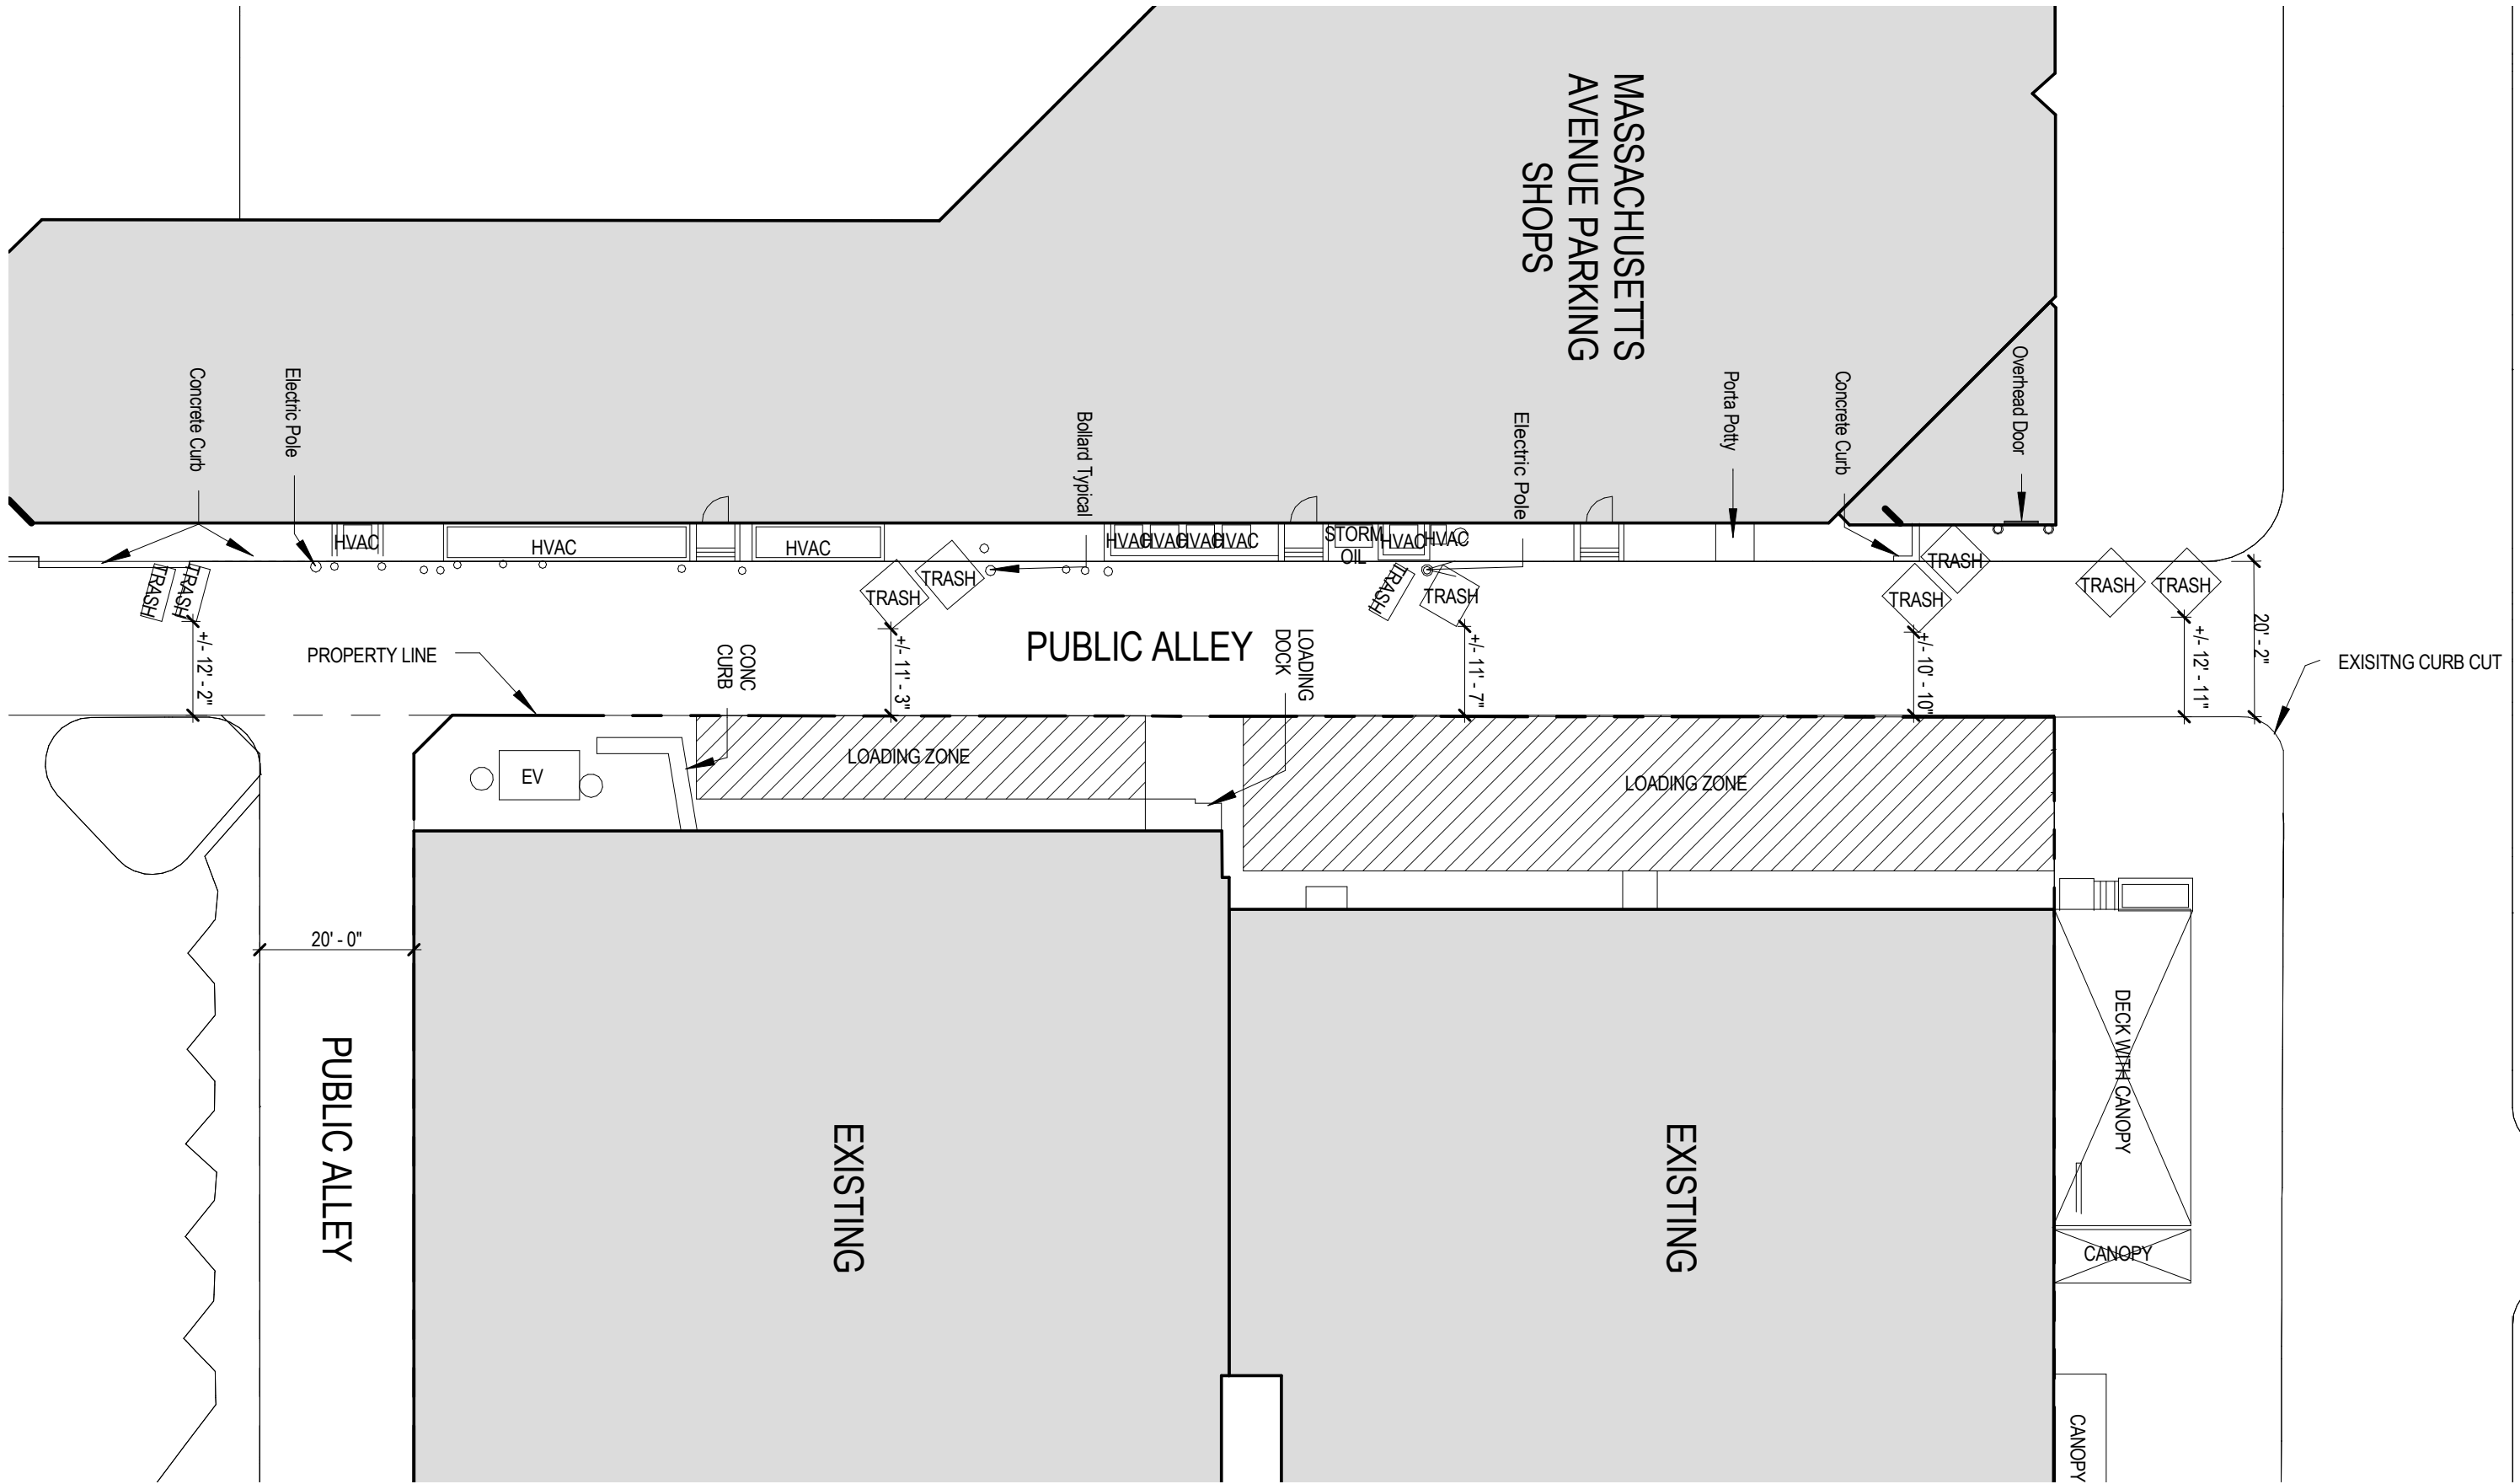 MASSACHUSETTS
AVENUE PARKING
SHOPS
Concrete Curb
Electric Pole
Bollard Typical
Electric Pole
Porta Potty
Concrete Curb
Overhead Door
HVAC
HVAC
HVAC
HVAC
HVAC
HVAC
HVAC
STORM
OIL
HVAC
HVAC
TRASH
TRASH
TRASH
TRASH
TRASH
TRASH
TRASH
TRASH
TRASH
TRASH
+/- 12' - 2"
PROPERTY LINE
CONC
CURB
+/- 11' - 3"
PUBLIC ALLEY
LOADING
DOCK
+/- 11' - 7"
+/- 10' - 10"
+/- 12' - 11"
20' - 2"
EXISITNG CURB CUT
EV
LOADING ZONE
LOADING ZONE
20' - 0"
PUBLIC ALLEY
EXISTING
EXISTING
DECK WITH CANOPY
CANOPY
CANOPY